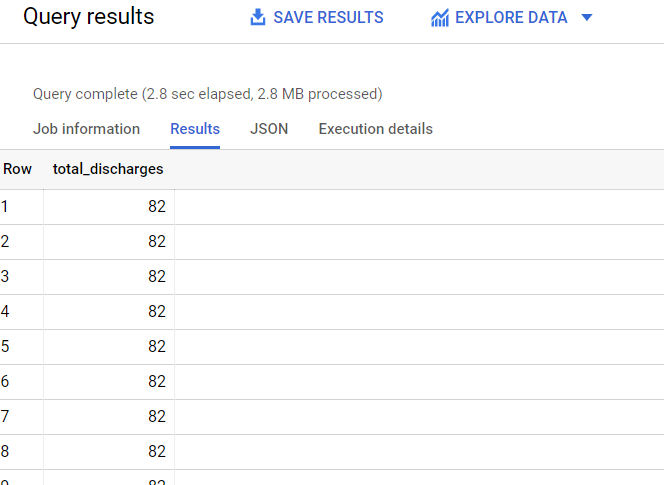 Query results SAVE RESULTS EXPLORE DATA
Query complete (2.8 sec elapsed, 2.8 MB processed)
Job information Results JSON Execution details
Row total_discharges
1 82
2 82
3 82
4 82
5 82
6 82
7 82
8 82
9 82